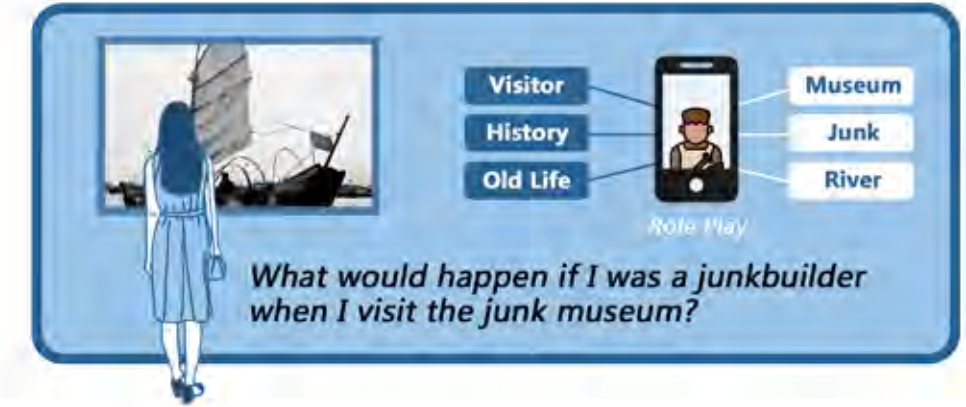 Visitor
History
Old Life
Museum
Junk
River
Role Play
What would happen if I was a junkbuilder
when I visit the junk museum?